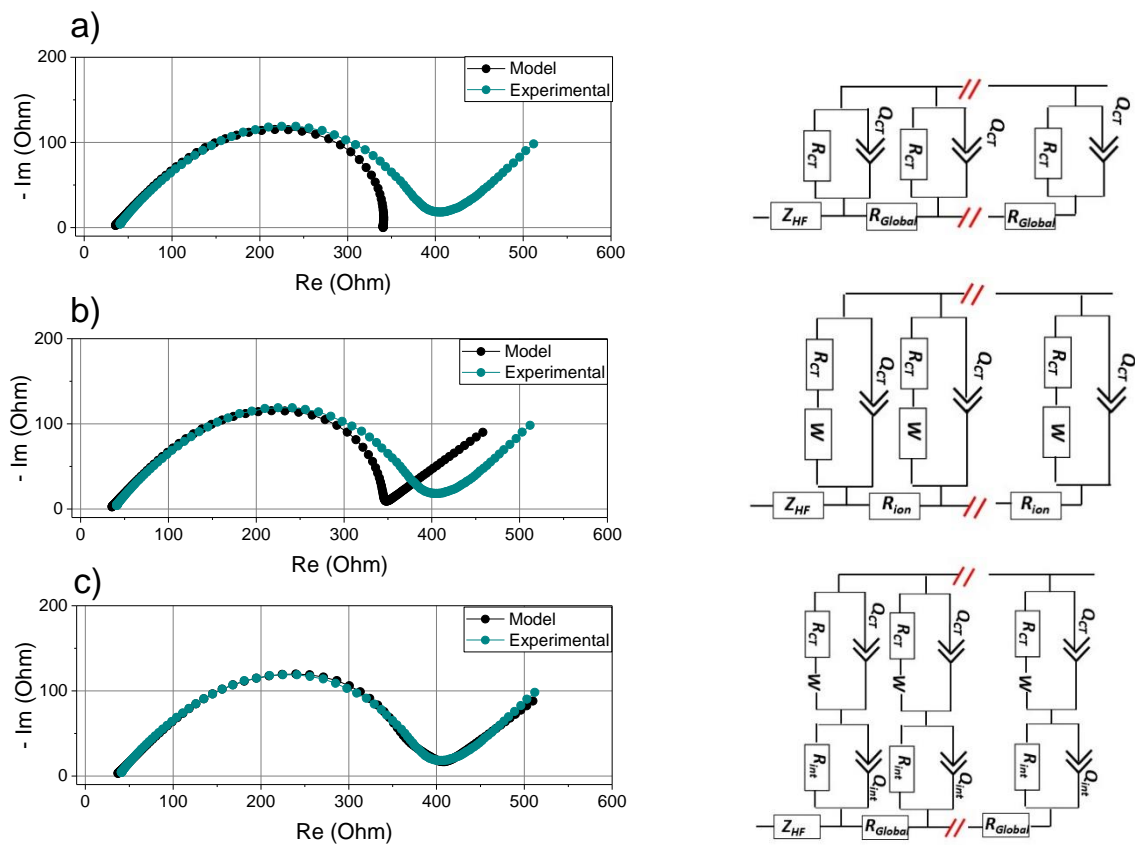 a)
200
100
0
- Im (Ohm)
0 100 200 300 400 500 600
Re (Ohm)
Model
Experimental
R_CT Q_CT R_CT Q_CT R_CT Q_CT
Z_HF R_Global R_Global
b)
200
100
0
- Im (Ohm)
0 100 200 300 400 500 600
Re (Ohm)
Model
Experimental
R_CT Q_CT R_CT Q_CT R_CT Q_CT
W W W
Z_HF R_ion R_ion
c)
200
100
0
- Im (Ohm)
0 100 200 300 400 500 600
Re (Ohm)
Model
Experimental
R_CT Q_CT R_CT Q_CT R_CT Q_CT
W W W
R_int Q_int R_int Q_int R_int Q_int
Z_HF R_Global R_Global